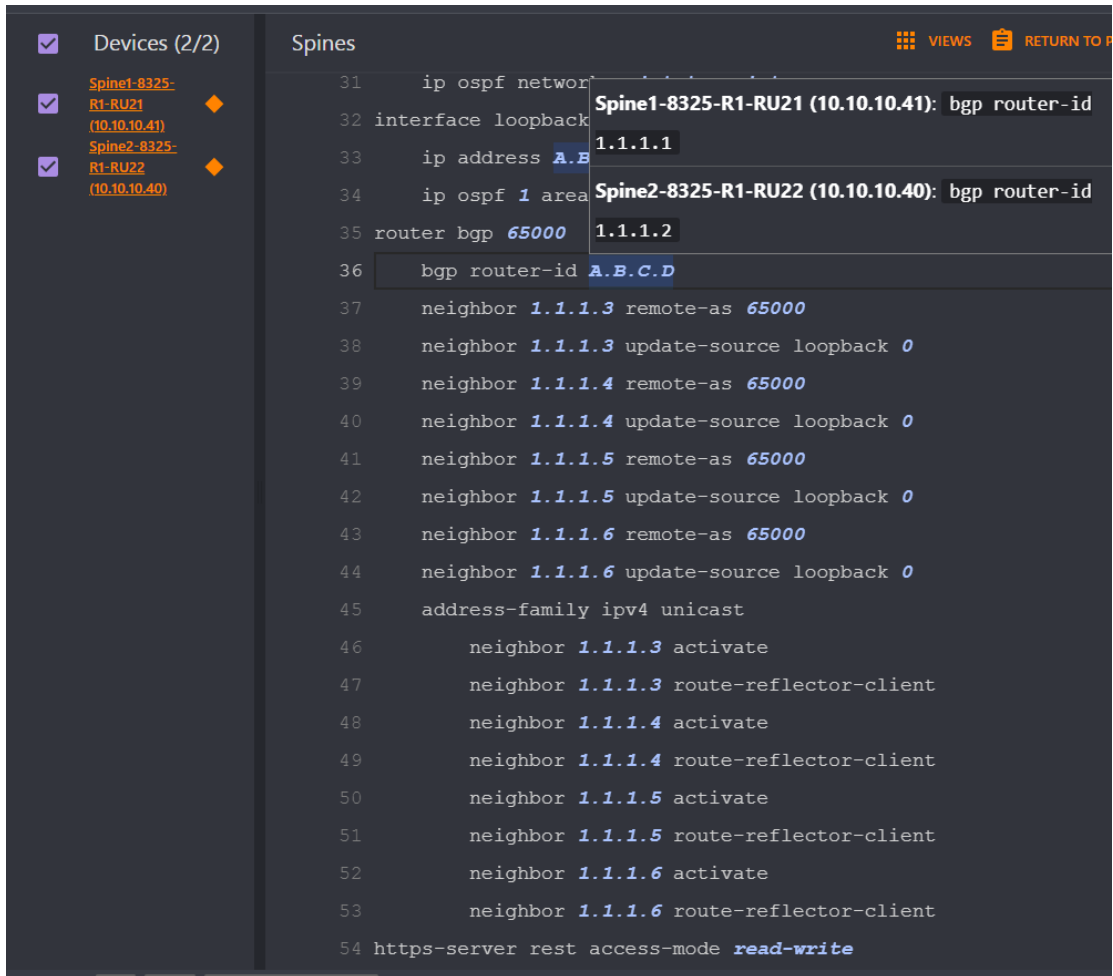 Devices (2/2)
Spines
VIEWS
RETURN TO P
Spine1-8325-
R1-RU21
(10.10.10.41)
Spine2-8325-
R1-RU22
(10.10.10.40)
31 ip ospf networ
32 interface loopback
33 ip address A.B
34 ip ospf 1 area
35 router bgp 65000
Spine1-8325-R1-RU21 (10.10.10.41): bgp router-id
1.1.1.1
Spine2-8325-R1-RU22 (10.10.10.40): bgp router-id
1.1.1.2
36 bgp router-id A.B.C.D
37 neighbor 1.1.1.3 remote-as 65000
38 neighbor 1.1.1.3 update-source loopback 0
39 neighbor 1.1.1.4 remote-as 65000
40 neighbor 1.1.1.4 update-source loopback 0
41 neighbor 1.1.1.5 remote-as 65000
42 neighbor 1.1.1.5 update-source loopback 0
43 neighbor 1.1.1.6 remote-as 65000
44 neighbor 1.1.1.6 update-source loopback 0
45 address-family ipv4 unicast
46 neighbor 1.1.1.3 activate
47 neighbor 1.1.1.3 route-reflector-client
48 neighbor 1.1.1.4 activate
49 neighbor 1.1.1.4 route-reflector-client
50 neighbor 1.1.1.5 activate
51 neighbor 1.1.1.5 route-reflector-client
52 neighbor 1.1.1.6 activate
53 neighbor 1.1.1.6 route-reflector-client
54 https-server rest access-mode read-write